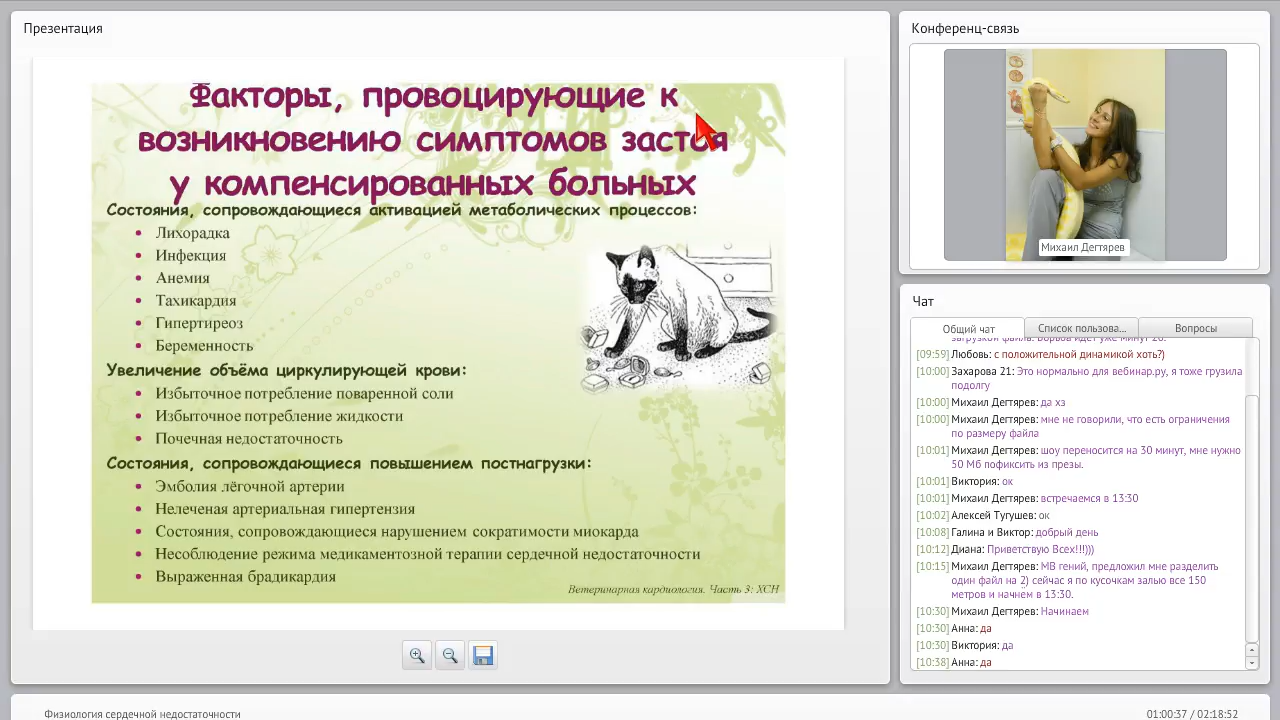 Презентация
Факторы, провоцирующие к
возникновению симптомов застоя
у компенсированных больных
Состояния, сопровождающиеся активацией метаболических процессов:
Лихорадка
Инфекция
Анемия
Тахикардия
Гипертиреоз
Беременность
Увеличение объёма циркулирующей крови:
Избыточное потребление поваренной соли
Избыточное потребление жидкости
Почечная недостаточность
Состояния, сопровождающиеся повышением постнагрузки:
Эмболия лёгочной артерии
Нелеченая артериальная гипертензия
Состояния, сопровождающиеся нарушением сократимости миокарда
Несоблюдение режима медикаментозной терапии сердечной недостаточности
Выраженная брадикардия
Ветеринарная кардиология. Часть 3: ХСН
Конференц-связь
Михаил Дегтярев
Чат
Общий чат
Список пользова...
Вопросы
[09:59] Любовь: с положительной динамикой хоть?)
[10:00] Захарова 21: Это нормально для вебинар.ру, я тоже грузила
подолгу
[10:00] Михаил Дегтярев: да хз
[10:00] Михаил Дегтярев: мне не говорили, что есть ограничения
по размеру файла
[10:01] Михаил Дегтярев: шоу переносится на 30 минут, мне нужно
50 Мб пофиксить из презы.
[10:01] Виктория: ок
[10:01] Михаил Дегтярев: встречаемся в 13:30
[10:02] Алексей Тугушев: ок
[10:08] Галина и Виктор: добрый день
[10:12] Диана: Приветствую Всех!!!)))
[10:15] Михаил Дегтярев: МВ гений, предложил мне разделить
один файл на 2) сейчас я по кусочкам залью все 150
метров и начнем в 13:30.
[10:30] Михаил Дегтярев: Начинаем
[10:30] Анна: да
[10:30] Виктория: да
[10:38] Анна: да
Физиология сердечной недостаточности
01:00:37 / 02:18:52